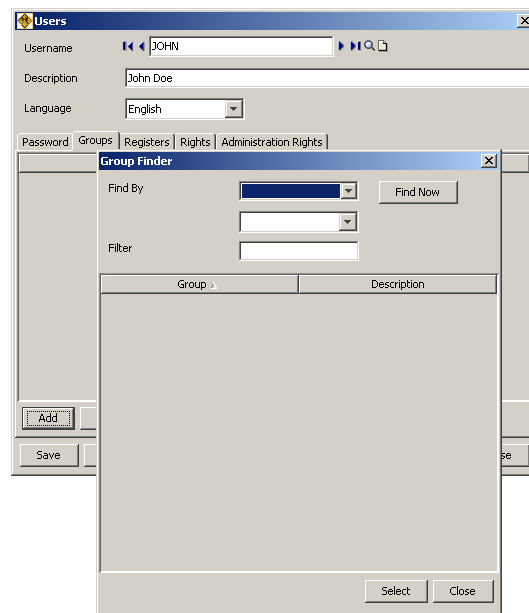 Users
Username JOHN
Description John Doe
Language English
Password Groups Registers Rights Administration Rights
Group Finder
Find By Find Now
Filter
Group Description
Add
Save se
Select Close